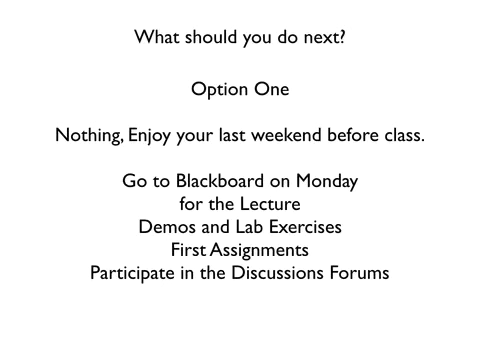 What should you do next?
Option One
Nothing, Enjoy your last weekend before class.
Go to Blackboard on Monday
for the Lecture
Demos and Lab Exercises
First Assignments
Participate in the Discussions Forums